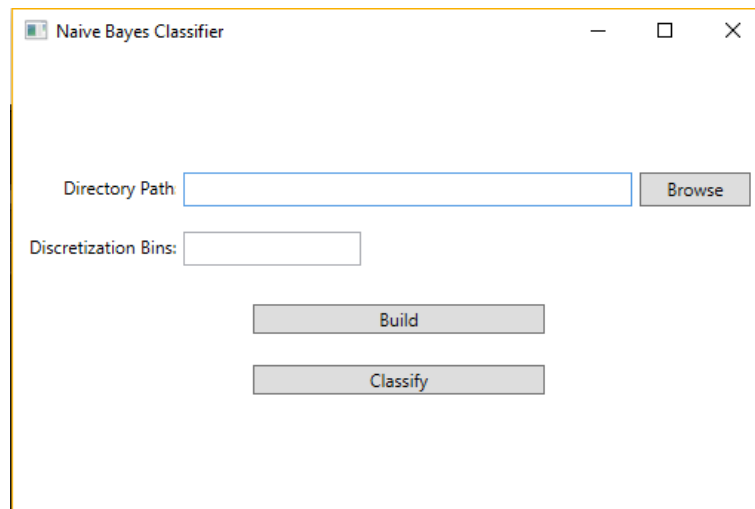 Naive Bayes Classifier
Directory Path
Browse
Discretization Bins:
Build
Classify